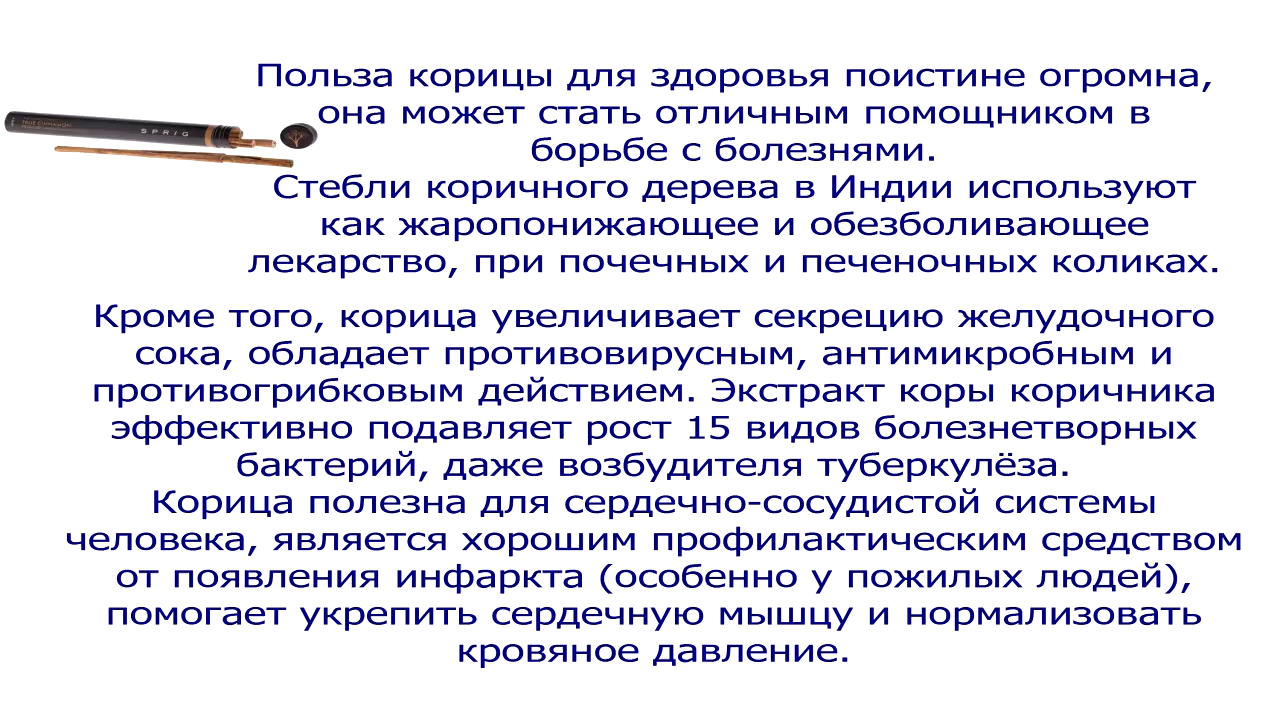 Польза корицы для здоровья поистине огромна,
она может стать отличным помощником в
борьбе с болезнями.
Стебли коричного дерева в Индии используют
как жаропонижающее и обезболивающее
лекарство, при почечных и печеночных коликах.
TRUE CINNAMON
SPRIG
Кроме того, корица увеличивает секрецию желудочного
сока, обладает противовирусным, антимикробным и
противогрибковым действием. Экстракт коры коричника
эффективно подавляет рост 15 видов болезнетворных
бактерий, даже возбудителя туберкулёза.
Корица полезна для сердечно-сосудистой системы
человека, является хорошим профилактическим средством
от появления инфаркта (особенно у пожилых людей),
помогает укрепить сердечную мышцу и нормализовать
кровяное давление.